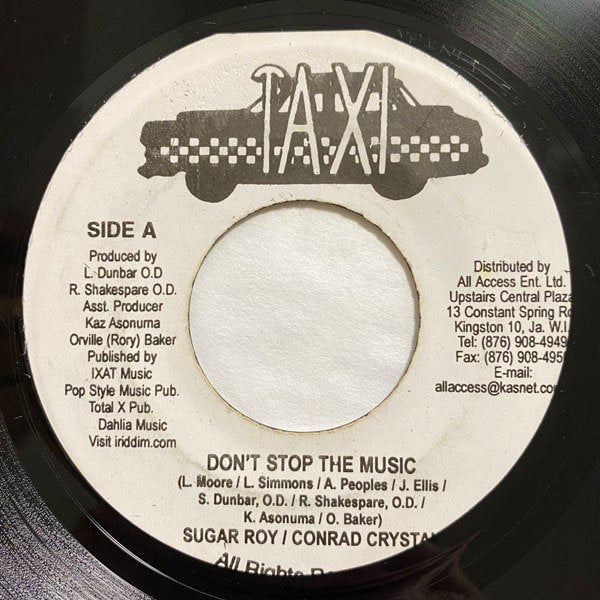 TAXI
SIDE A
Produced by
L. Dunbar O.D
R. Shakespare O.D.
Asst. Producer
Kaz Asonuma
Orville (Rory) Baker
Published by
IXAT Music
Pop Style Music Pub.
Total X Pub.
Dahlia Music
Visit iriddim.com
Distributed by
All Access Ent. Ltd.
Upstairs Central Plaza
13 Constant Spring R
Kingston 10, Ja. W.I.
Tel: (876) 908-4949
Fax: (876) 908-495
E-mail:
allaccess@kasnet.co
DON'T STOP THE MUSIC
(L. Moore / L. Simmons / A. Peoples / J. Ellis /
S. Dunbar, O.D. / R. Shakespare, O.D. /
K. Asonuma / O. Baker)
SUGAR ROY / CONRAD CRYSTA
All Rights